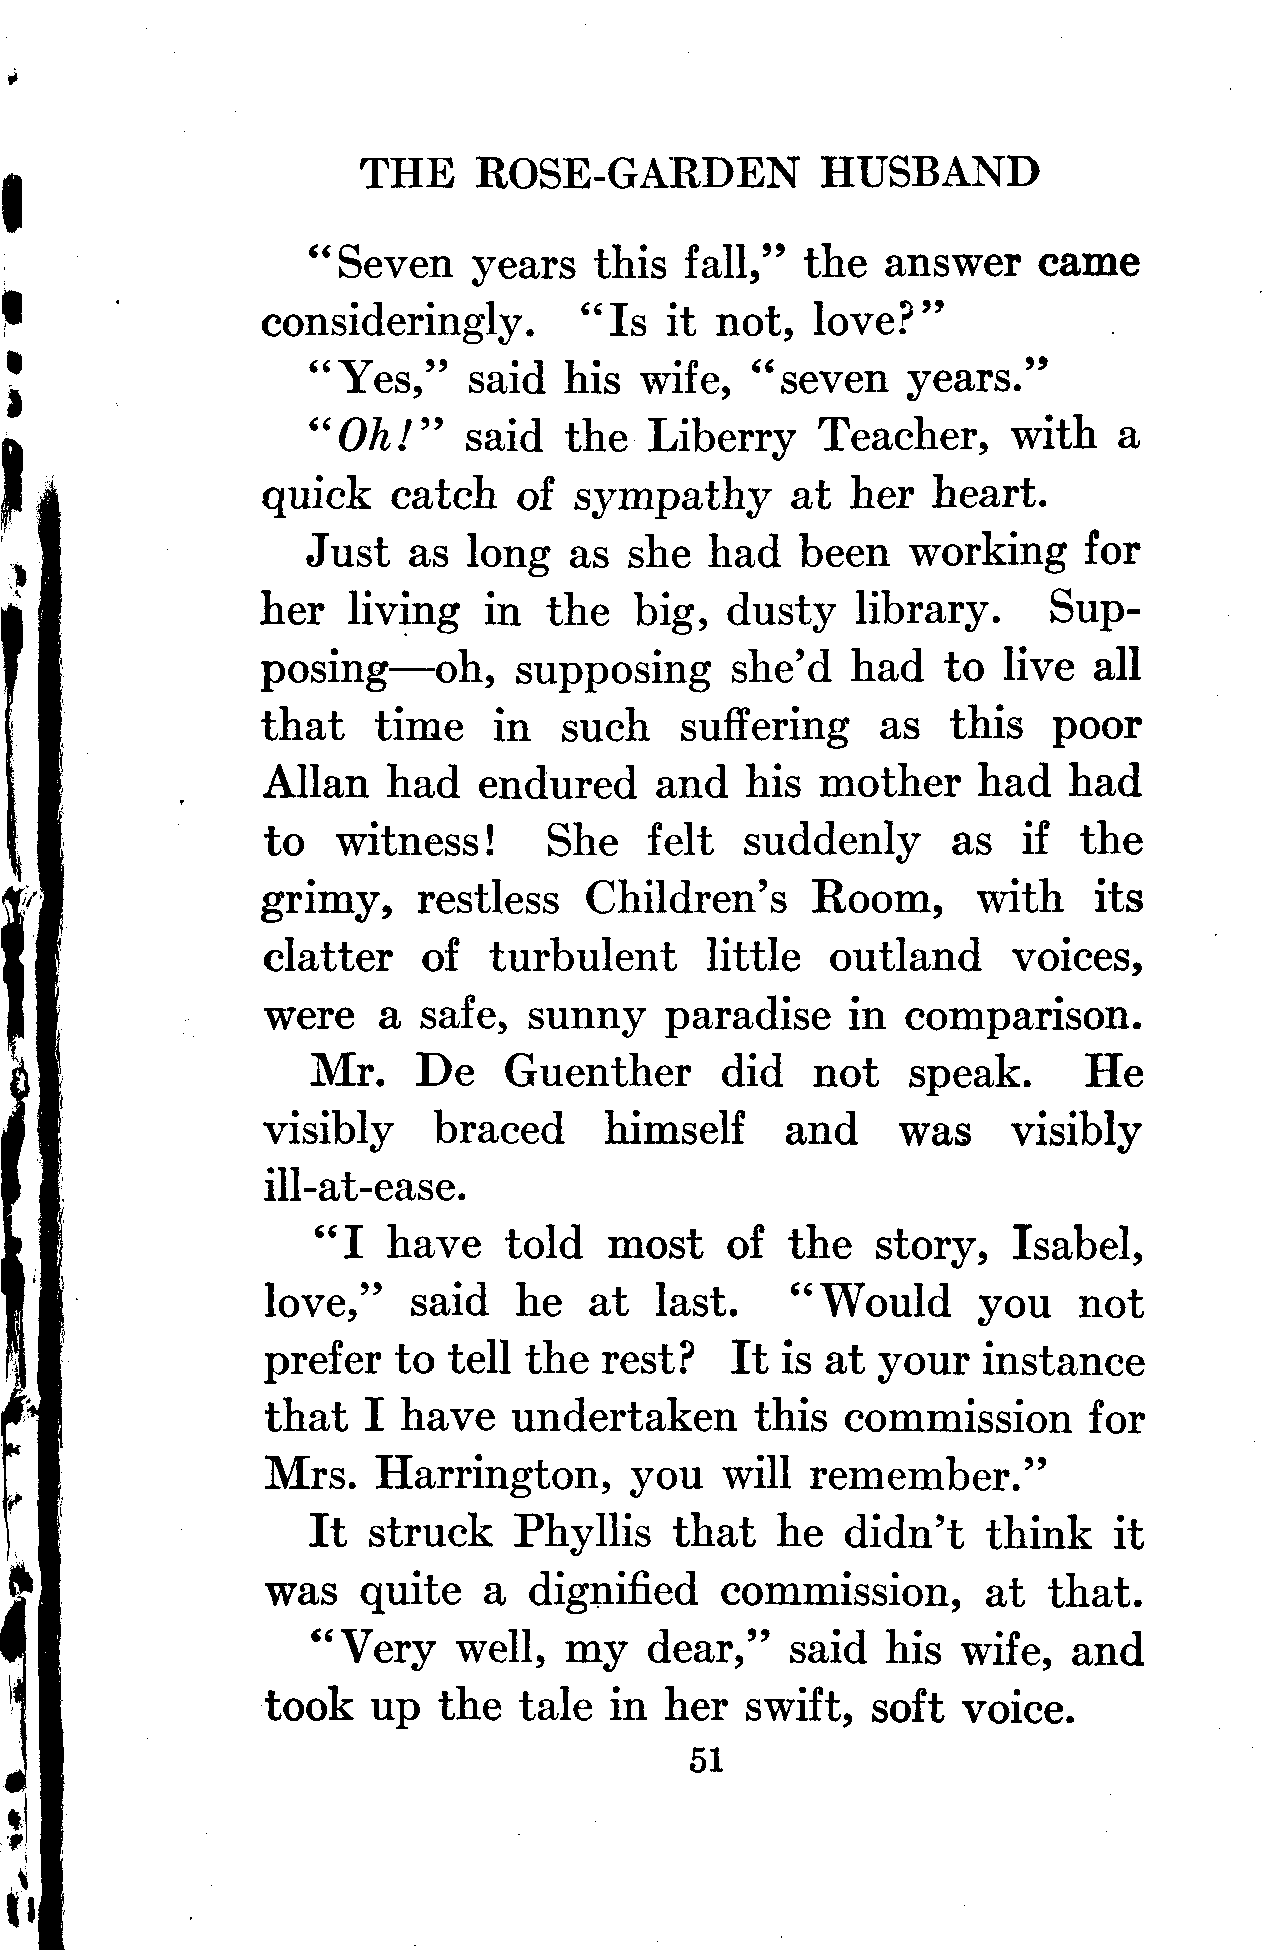 THE ROSE-GARDEN HUSBAND
"Seven years this fall," the answer came
consideringly. "Is it not, love?"
"Yes," said his wife, "seven years."
"Oh!" said the Liberry Teacher, with a
quick catch of sympathy at her heart.
Just as long as she had been working for
her living in the big, dusty library. Sup-
posing—oh, supposing she'd had to live all
that time in such suffering as this poor
Allan had endured and his mother had had
to witness! She felt suddenly as if the
grimy, restless Children's Room, with its
clatter of turbulent little outland voices,
were a safe, sunny paradise in comparison.
Mr. De Guenther did not speak. He
visibly braced himself and was visibly
ill-at-ease.
"I have told most of the story, Isabel,
love," said he at last. "Would you not
prefer to tell the rest? It is at your instance
that I have undertaken this commission for
Mrs. Harrington, you will remember."
It struck Phyllis that he didn't think it
was quite a dignified commission, at that.
"Very well, my dear," said his wife, and
took up the tale in her swift, soft voice.
51